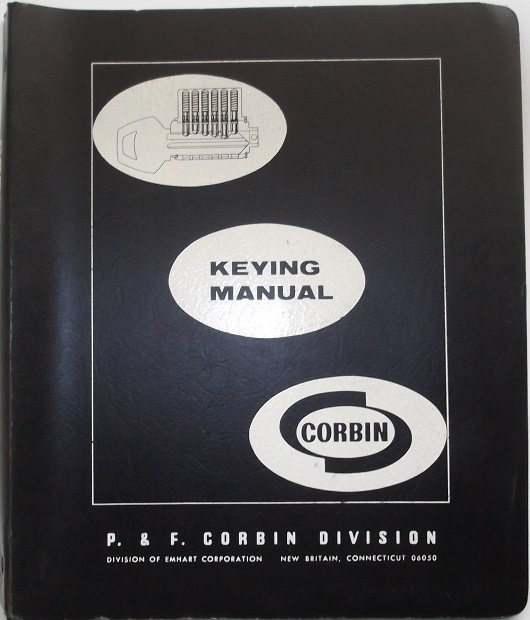 KEYING
MANUAL
CORBIN
P. & F. CORBIN DIVISION
DIVISION OF EMHART CORPORATION NEW BRITAIN, CONNECTICUT 06050